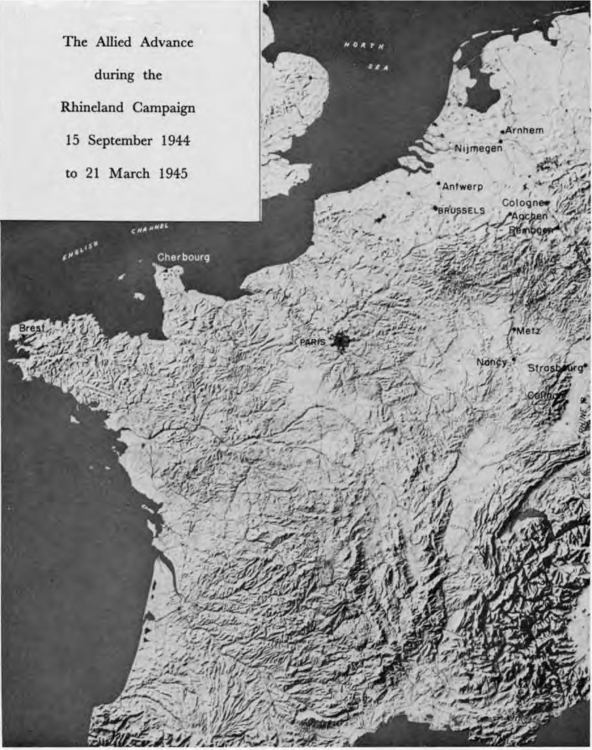 The Allied Advance
during the
Rhineland Campaign
15 September 1944
to 21 March 1945
NORTH
SEA
Arnhem
Nijmegen
Antwerp
BRUSSELS
Cologne
Aachen
Remagen
ENGLISH CHANNEL
Cherbourg
Brest
PARIS
Metz
Nancy
Strasbourg
Colmar